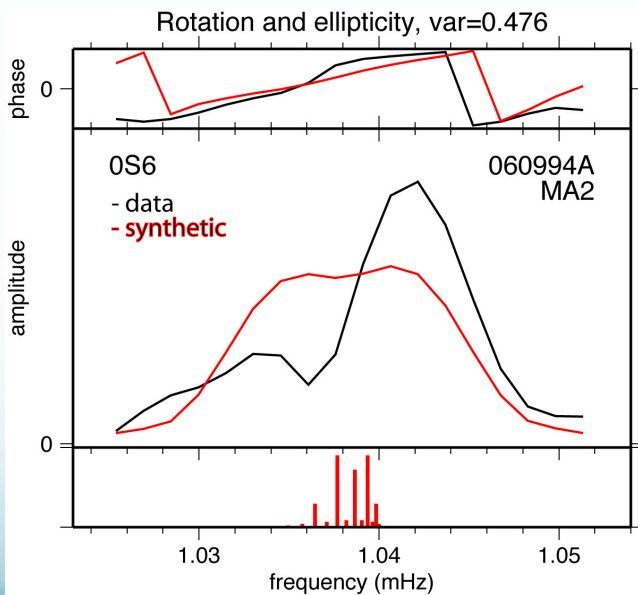 Rotation and ellipticity, var=0.476
phase
0
0S6
060994A
MA2
- data
- synthetic
amplitude
0
1.03
1.04
1.05
frequency (mHz)